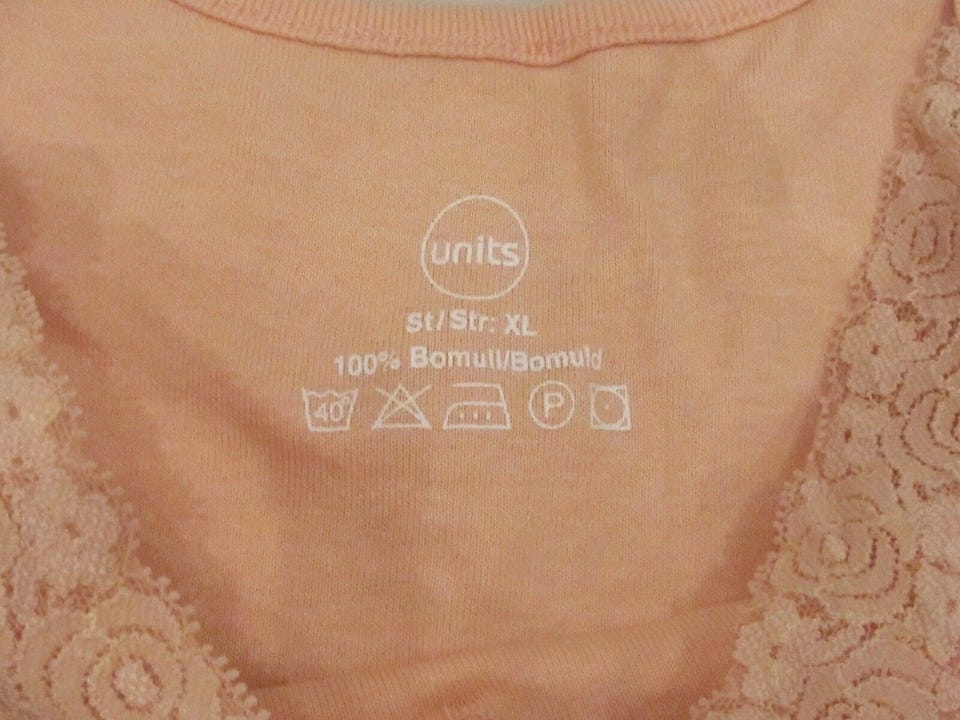 units
St/Str: XL
100% Bomull/Bomuld
40° P